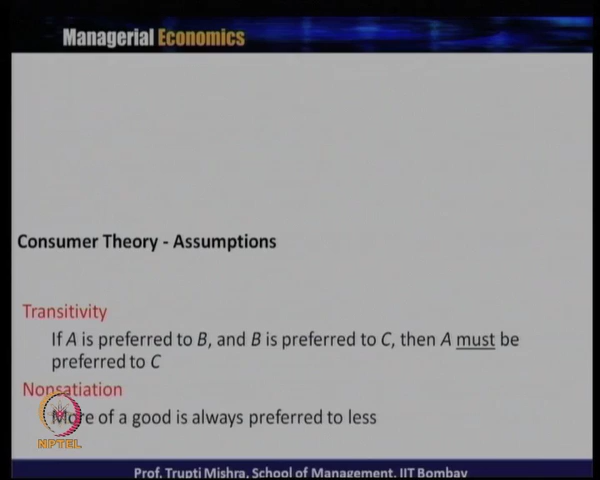 Managerial Economics
Consumer Theory - Assumptions
Transitivity
If A is preferred to B, and B is preferred to C, then A must be
preferred to C
Nonsatiation
More of a good is always preferred to less
NPTEL
Prof. Trupti Mishra, School of Management, IIT Bombay